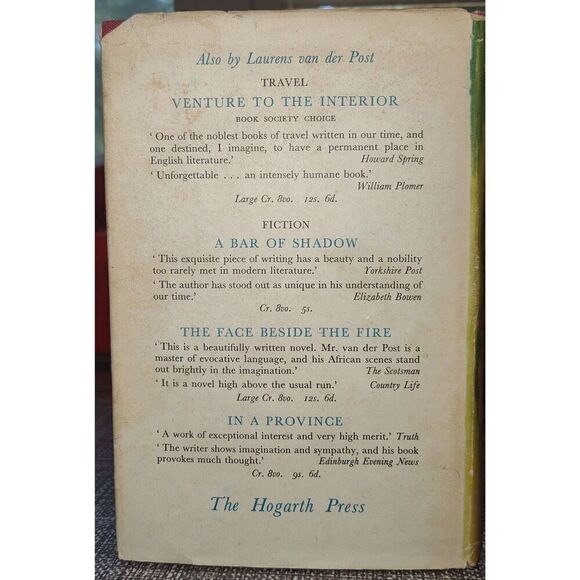 Also by Laurens van der Post
TRAVEL
VENTURE TO THE INTERIOR
BOOK SOCIETY CHOICE
‘ One of the noblest books of travel written in our time, and
one destined, I imagine, to have a permanent place in
English literature.’ Howard Spring
‘ Unforgettable . . . an intensely humane book.’
William Plomer
Large Cr. 8vo. 12s. 6d.
FICTION
A BAR OF SHADOW
‘ This exquisite piece of writing has a beauty and a nobility
too rarely met in modern literature.’ Yorkshire Post
‘ The author has stood out as unique in his understanding of
our time.’ Elizabeth Bowen
Cr. 8vo. 5s.
THE FACE BESIDE THE FIRE
‘ This is a beautifully written novel. Mr. van der Post is a
master of evocative language, and his African scenes stand
out brightly in the imagination.’ The Scotsman
‘ It is a novel high above the usual run.’ Country Life
Large Cr. 8vo. 12s. 6d.
IN A PROVINCE
‘ A work of exceptional interest and very high merit.’ Truth
‘ The writer shows imagination and sympathy, and his book
provokes much thought.’ Edinburgh Evening News
Cr. 8vo. 9s. 6d.
The Hogarth Press